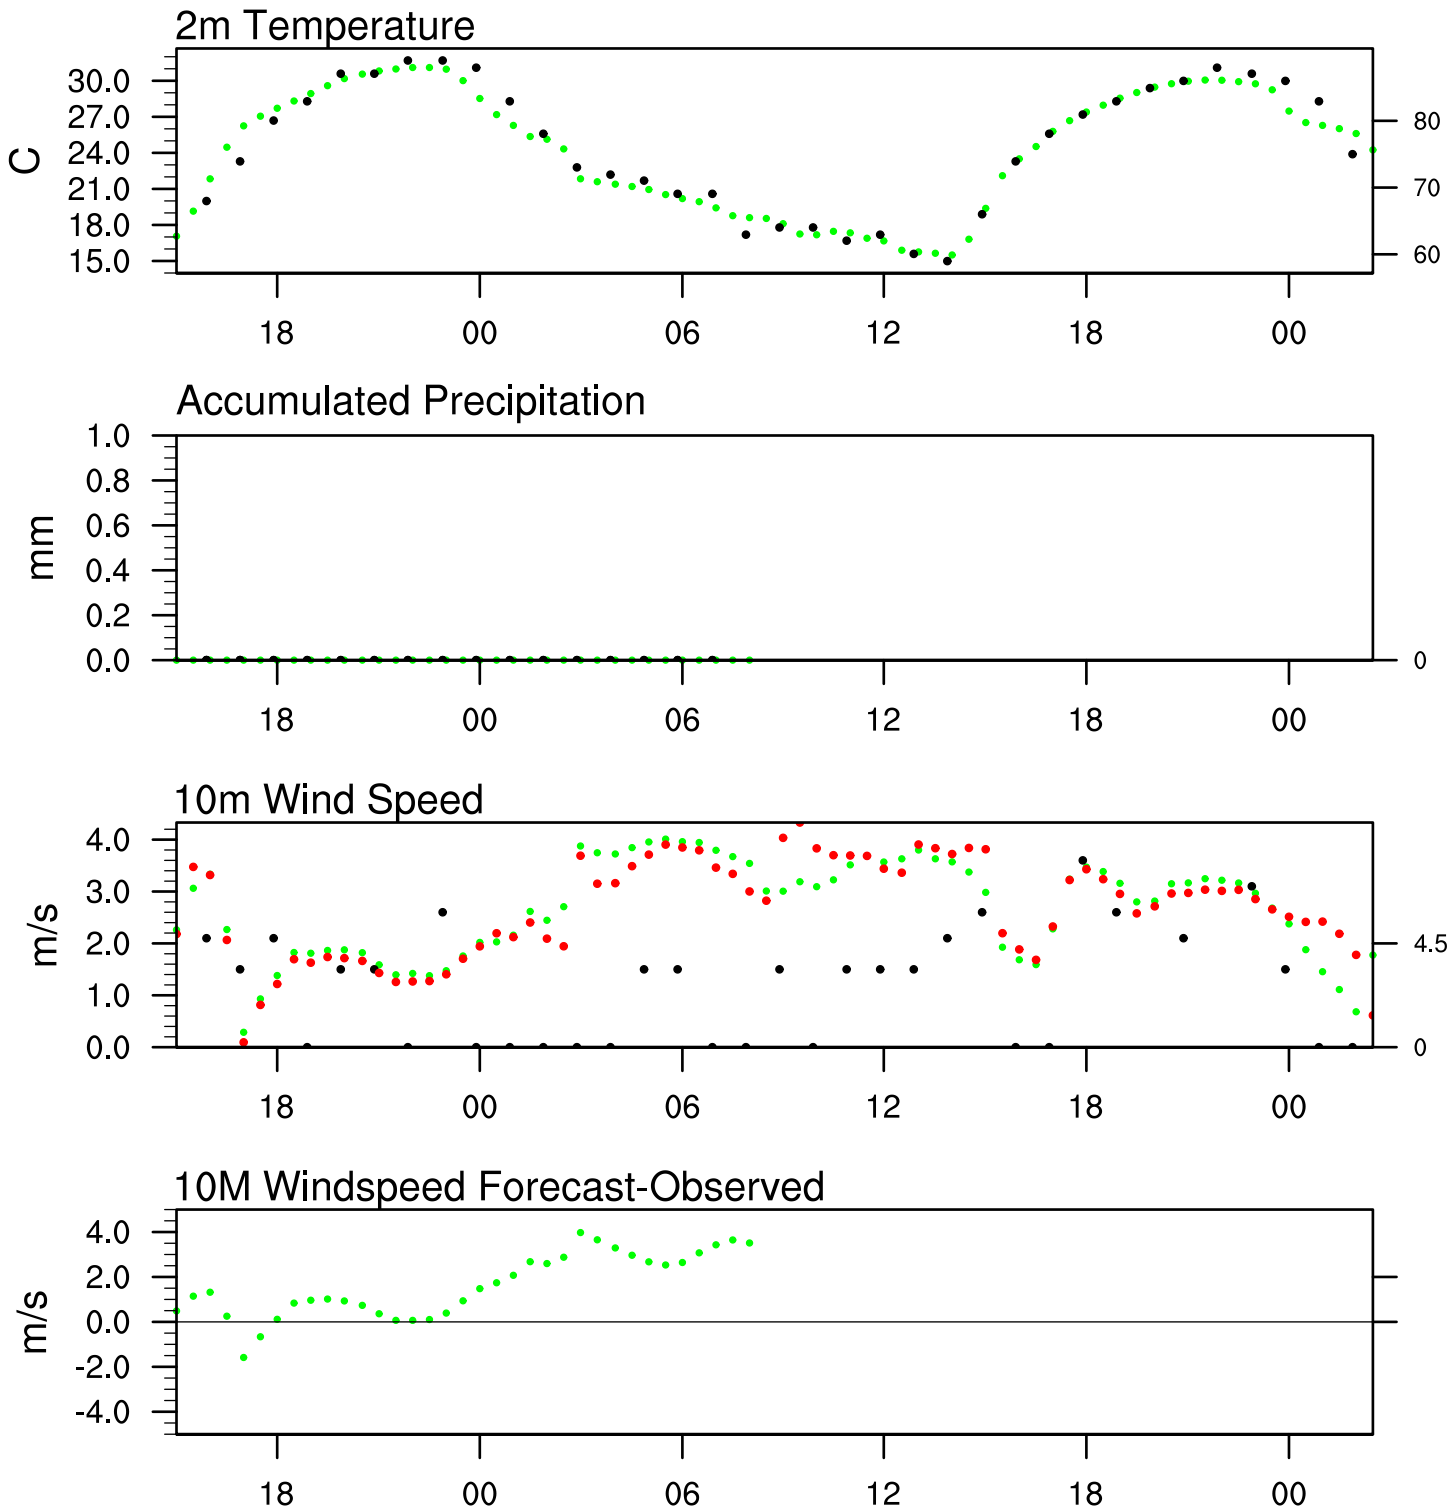 2m Temperature
30.0
27.0
24.0
21.0
18.0
15.0
C
80
70
60
18 00 06 12 18 00
Accumulated Precipitation
1.0
0.8
0.6
0.4
0.2
0.0
mm
0
18 00 06 12 18 00
10m Wind Speed
4.0
3.0
2.0
1.0
0.0
m/s
4.5
0
18 00 06 12 18 00
10M Windspeed Forecast-Observed
4.0
2.0
0.0
-2.0
-4.0
m/s
18 00 06 12 18 00